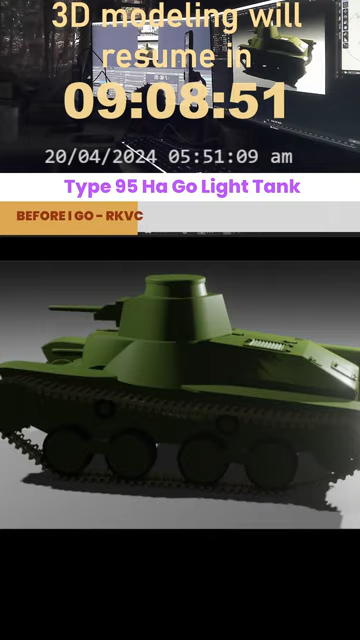 3D modeling will
resume in
09:08:51
20/04/2024 05:51:09 am
Type 95 Ha Go Light Tank
BEFORE I GO - RKVC